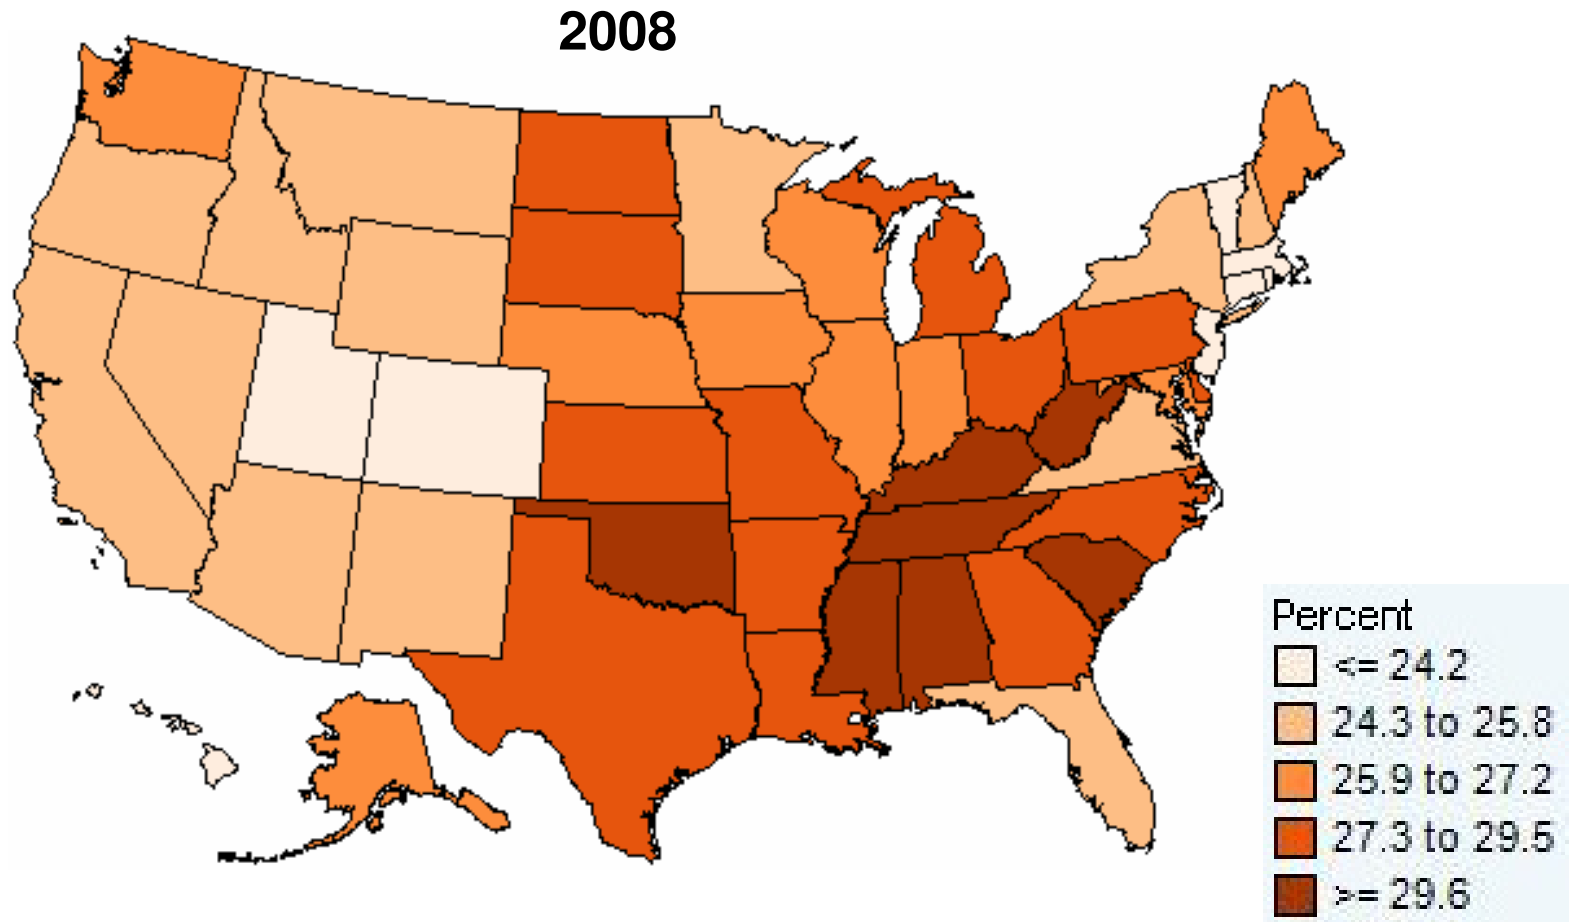 2008
Percent
<= 24.2
24.3 to 25.8
25.9 to 27.2
27.3 to 29.5
>= 29.6